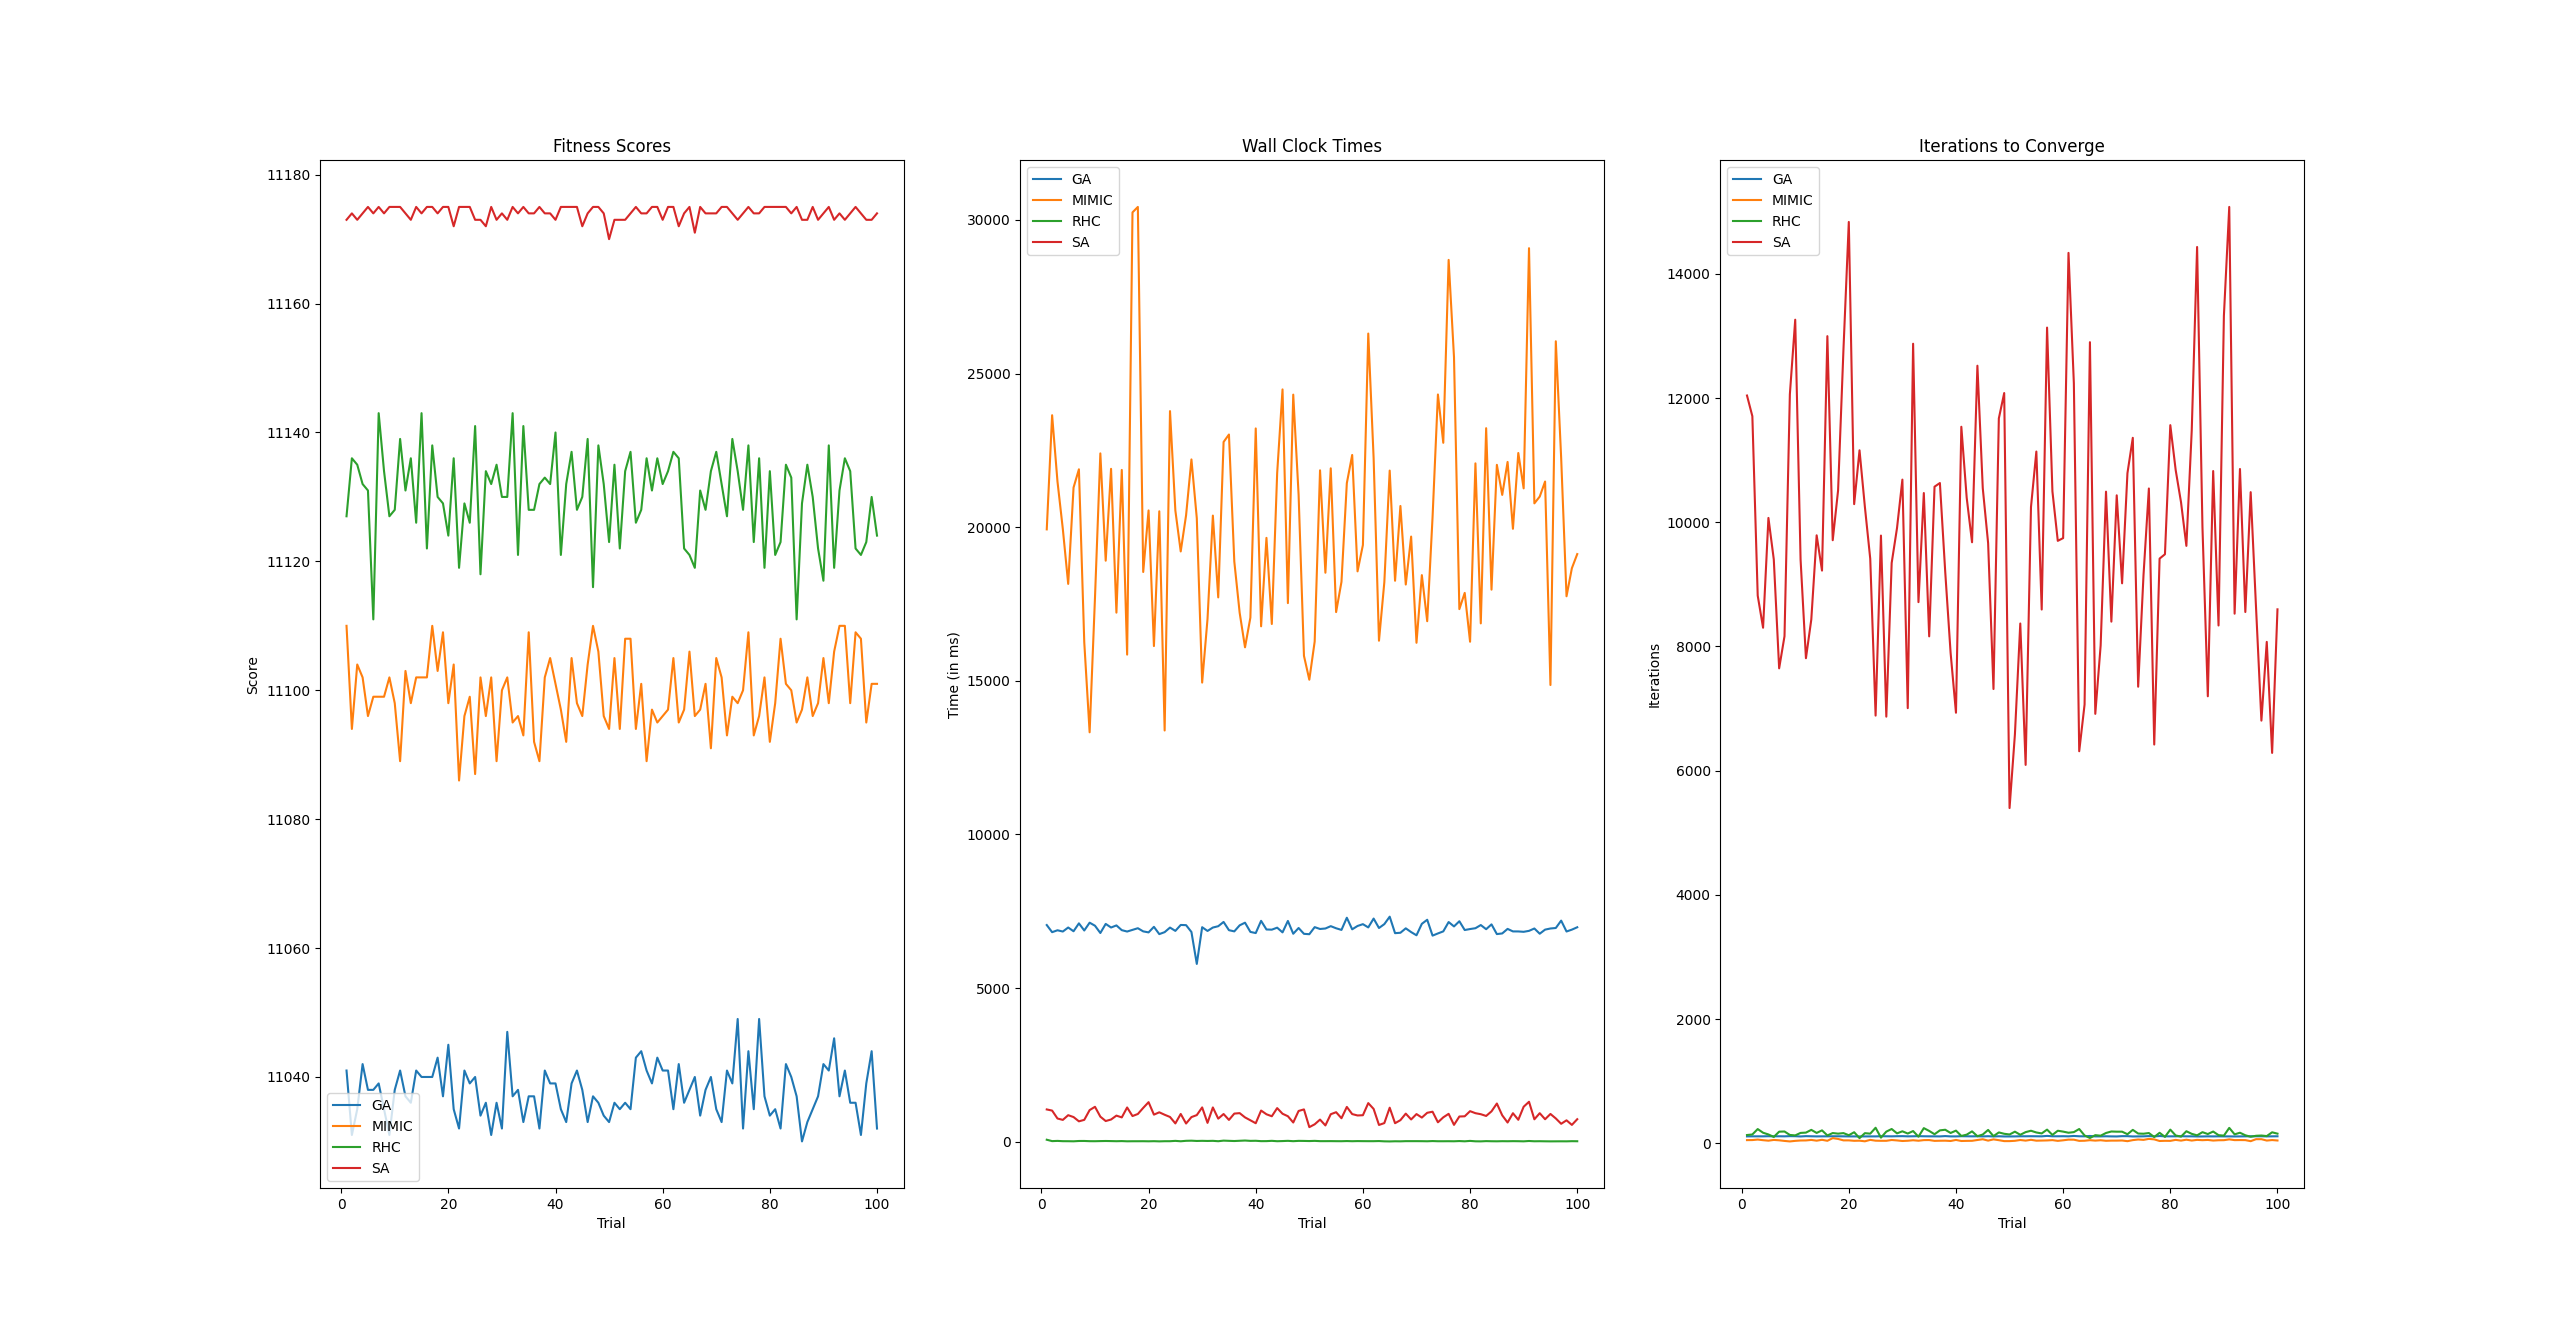 Fitness Scores
11180
11160
11140
11120
11100
11080
11060
11040
Score
GA
MIMIC
RHC
SA
0 20 40 60 80 100
Trial
Wall Clock Times
GA
MIMIC
RHC
SA
30000
25000
20000
15000
10000
5000
0
Time (in ms)
0 20 40 60 80 100
Trial
Iterations to Converge
GA
MIMIC
RHC
SA
14000
12000
10000
8000
6000
4000
2000
0
Iterations
0 20 40 60 80 100
Trial